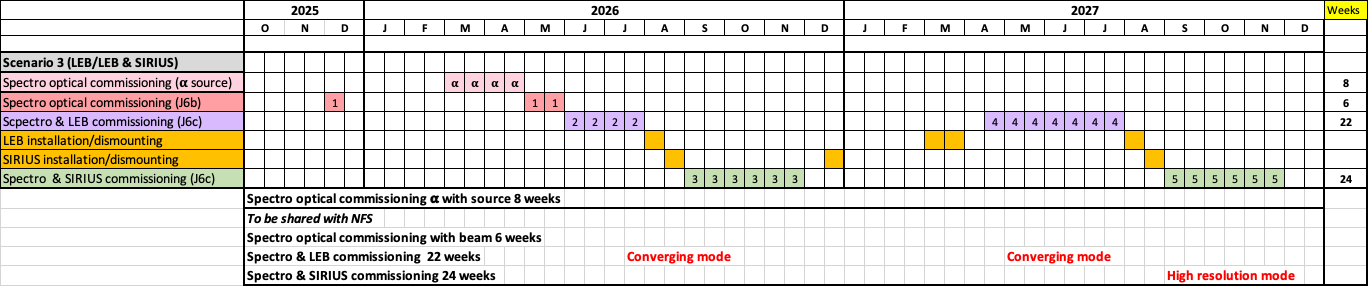 2025 2026 2027 Weeks
O N D J F M A M J J A S O N D J F M A M J J A S O N D
Scenario 3 (LEB/LEB & SIRIUS)
Spectro optical commissioning (α source) α α α α 8
Spectro optical commissioning (J6b) 1 1 1 6
Scpectro & LEB commissioning (J6c) 2 2 2 2 4 4 4 4 4 4 4 22
LEB installation/dismounting
SIRIUS installation/dismounting
Spectro & SIRIUS commissioning (J6c) 3 3 3 3 3 3 5 5 5 5 5 5 24
Spectro optical commissioning α with source 8 weeks
To be shared with NFS
Spectro optical commissioning with beam 6 weeks
Spectro & LEB commissioning 22 weeks Converging mode Converging mode
Spectro & SIRIUS commissioning 24 weeks High resolution mode